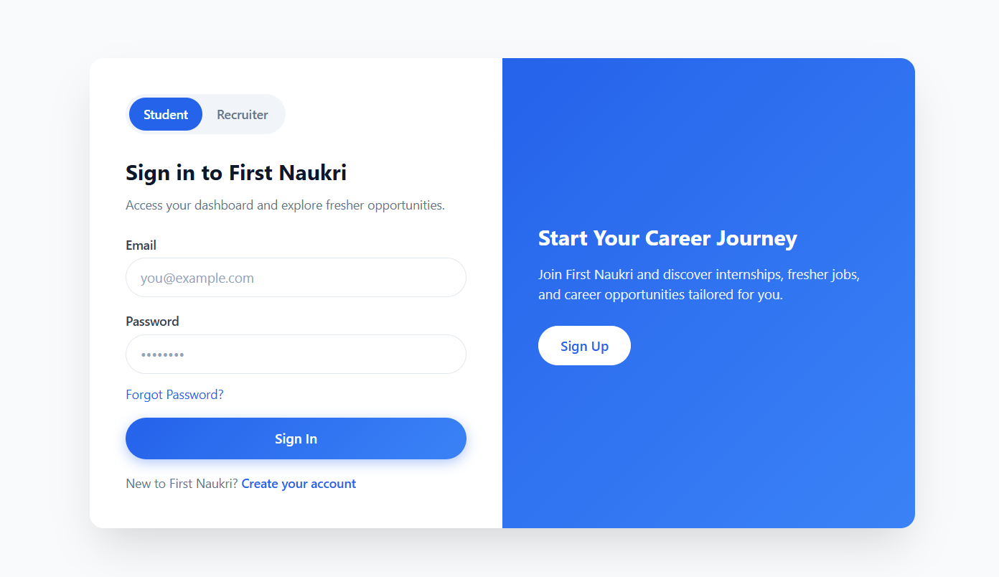 Student
Recruiter
Sign in to First Naukri
Access your dashboard and explore fresher opportunities.
Email
you@example.com
Password
••••••••
Forgot Password?
Sign In
New to First Naukri? Create your account
Start Your Career Journey
Join First Naukri and discover internships, fresher jobs,
and career opportunities tailored for you.
Sign Up